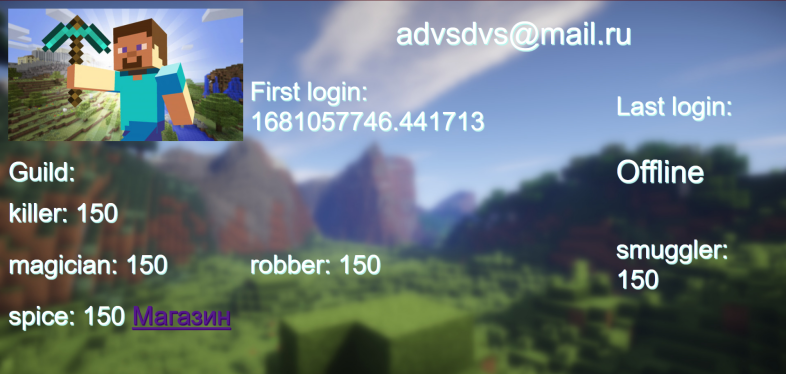 advsdvs@mail.ru
First login:
1681057746.441713
Last login:
Guild:
Offline
killer: 150
magician: 150
robber: 150
smuggler:
150
spice: 150 Магазин